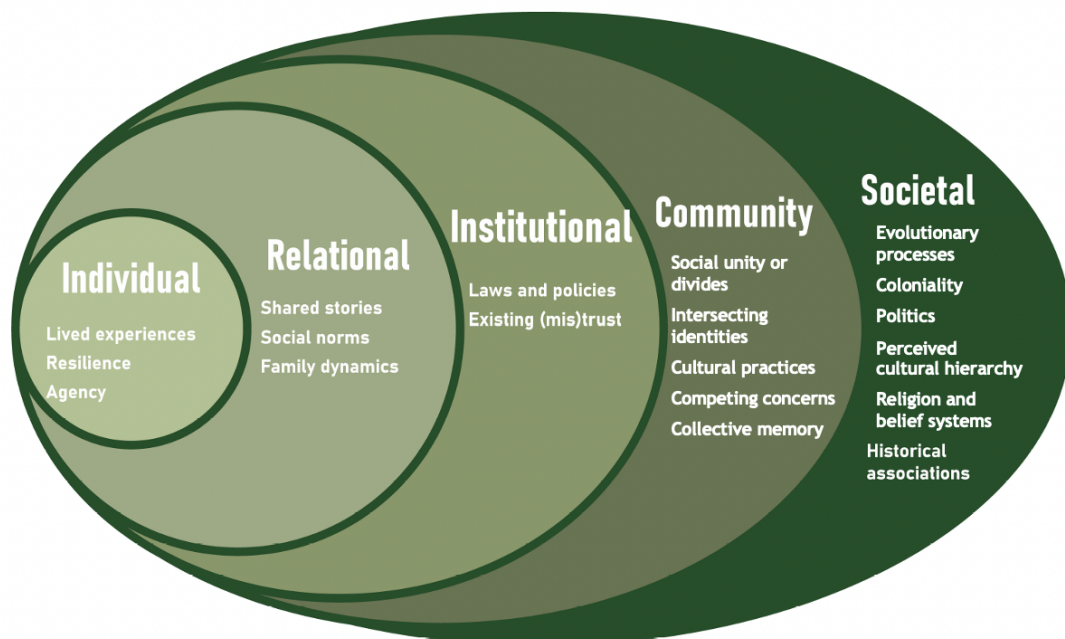 Individual
Lived experiences
Resilience
Agency
Relational
Shared stories
Social norms
Family dynamics
Institutional
Laws and policies
Existing (mis)trust
Community
Social unity or
divides
Intersecting
identities
Cultural practices
Competing concerns
Collective memory
Societal
Evolutionary
processes
Coloniality
Politics
Perceived
cultural hierarchy
Religion and
belief systems
Historical
associations